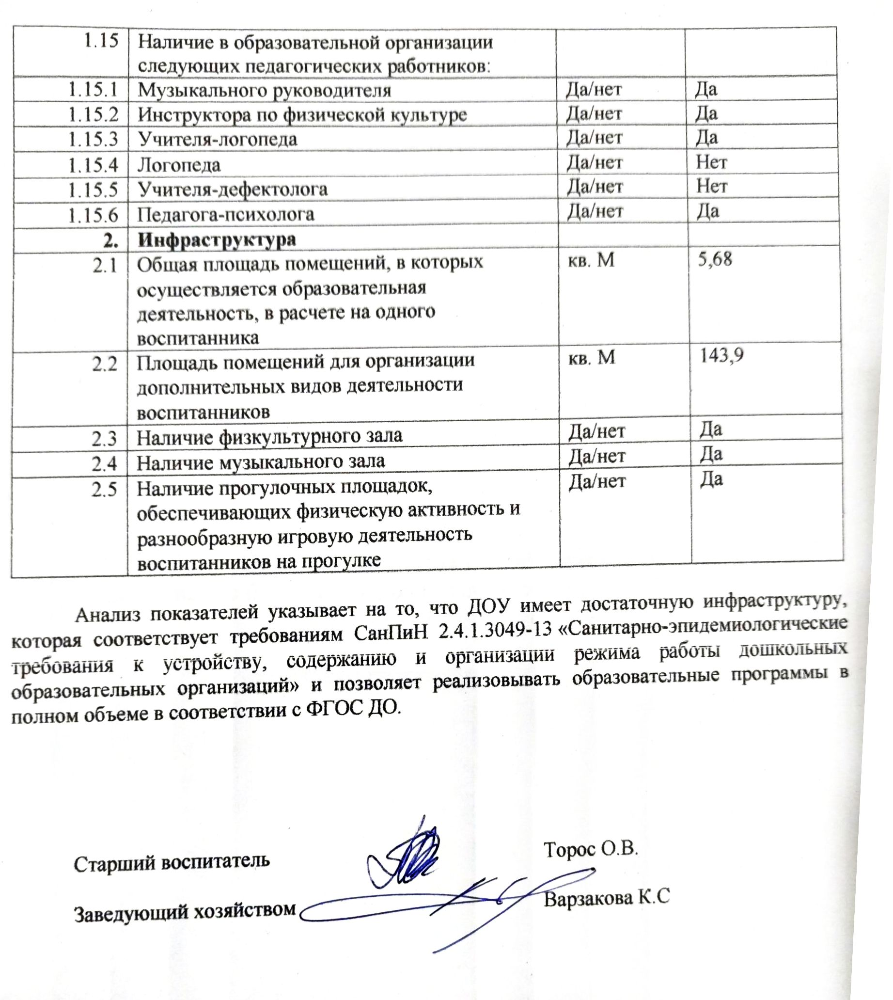 1.15 Наличие в образовательной организации
следующих педагогических работников:
1.15.1 Музыкального руководителя Да/нет Да
1.15.2 Инструктора по физической культуре Да/нет Да
1.15.3 Учителя-логопеда Да/нет Да
1.15.4 Логопеда Да/нет Нет
1.15.5 Учителя-дефектолога Да/нет Нет
1.15.6 Педагога-психолога Да/нет Да
2. Инфраструктура
2.1 Общая площадь помещений, в которых кв. М 5,68
осуществляется образовательная
деятельность, в расчете на одного
воспитанника
2.2 Площадь помещений для организации кв. М 143,9
дополнительных видов деятельности
воспитанников
2.3 Наличие физкультурного зала Да/нет Да
2.4 Наличие музыкального зала Да/нет Да
2.5 Наличие прогулочных площадок, Да/нет Да
обеспечивающих физическую активность и
разнообразную игровую деятельность
воспитанников на прогулке
Анализ показателей указывает на то, что ДОУ имеет достаточную инфраструктуру,
которая соответствует требованиям СанПиН 2.4.1.3049-13 «Санитарно-эпидемиологические
требования к устройству, содержанию и организации режима работы дошкольных
образовательных организаций» и позволяет реализовывать образовательные программы в
полном объеме в соответствии с ФГОС ДО.
Старший воспитатель Торос О.В.
Заведующий хозяйством Варзакова К.С